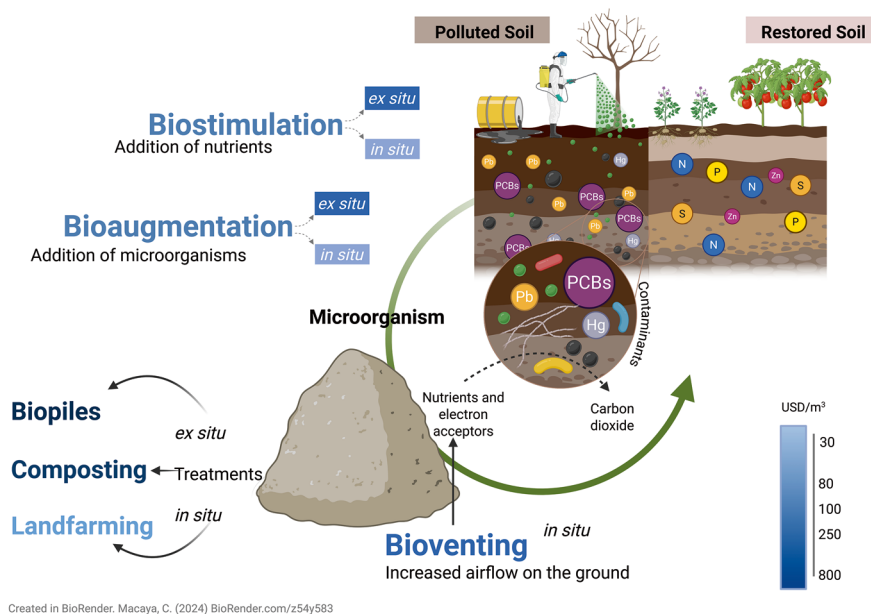 Polluted Soil
Restored Soil
Biostimulation
Addition of nutrients
ex situ
in situ
Bioaugmentation
Addition of microorganisms
ex situ
in situ
Pb
Pb
Hg
PCBs
PCBs
Pb
Pb
PCBs
Pb
PCBs
Hg
Hg
N
P
Zn
N
S
S
Zn
P
N
PCBs
Pb
Hg
Contaminants
Microorganism
Nutrients and
electron
acceptors
Carbon
dioxide
Biopiles
ex situ
Composting
Treatments
Landfarming
in situ
Bioventing
in situ
Increased airflow on the ground
USD/m³
30
80
100
250
800
Created in BioRender. Macaya, C. (2024) BioRender.com/z54y583